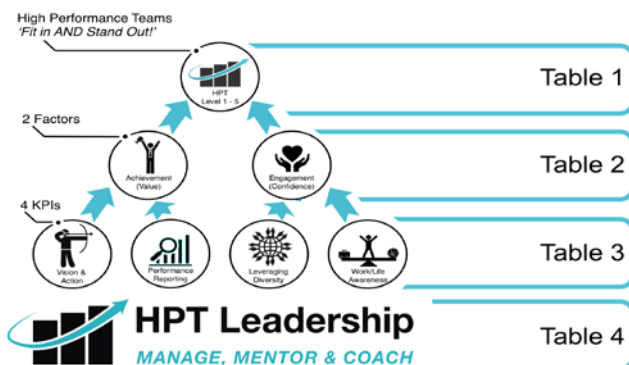 High Performance Teams
'Fit in AND Stand Out!'
HPT
Level 1 - 5
Table 1
2 Factors
Achievement
(Value)
Engagement
(Confidence)
Table 2
4 KPIs
Vision &
Action
Performance
Reporting
Leveraging
Diversity
Work/Life
Awareness
Table 3
HPT Leadership
MANAGE, MENTOR & COACH
Table 4